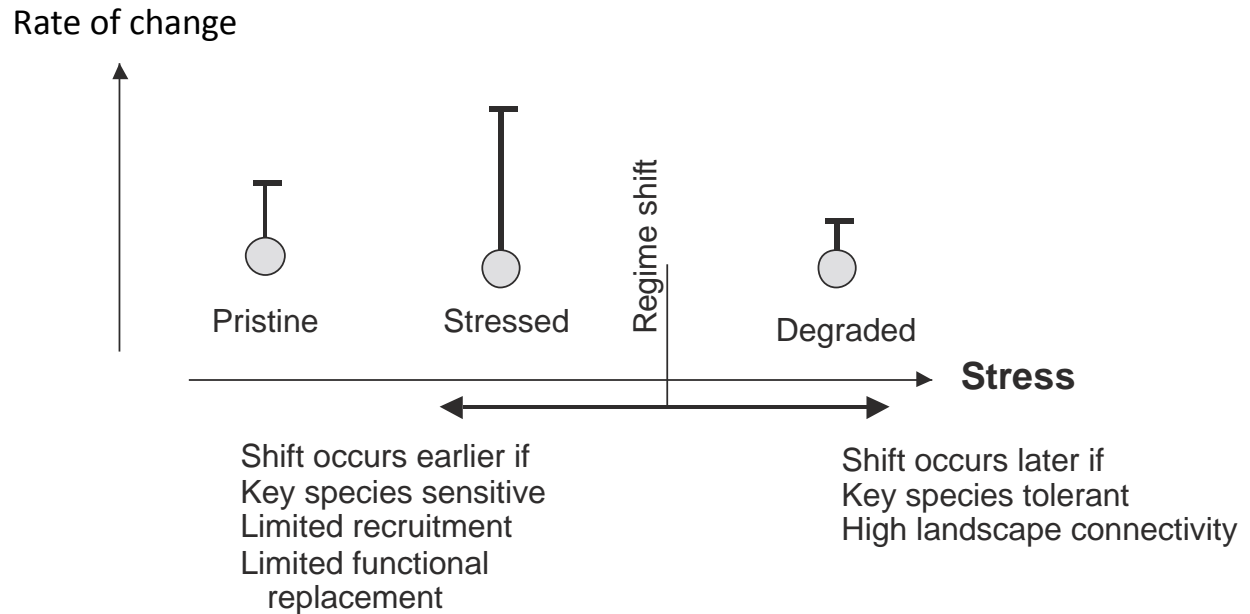 Rate of change
Regime shift
Pristine
Stressed
Degraded
Stress
Shift occurs earlier if
Key species sensitive
Limited recruitment
Limited functional
replacement
Shift occurs later if
Key species tolerant
High landscape connectivity